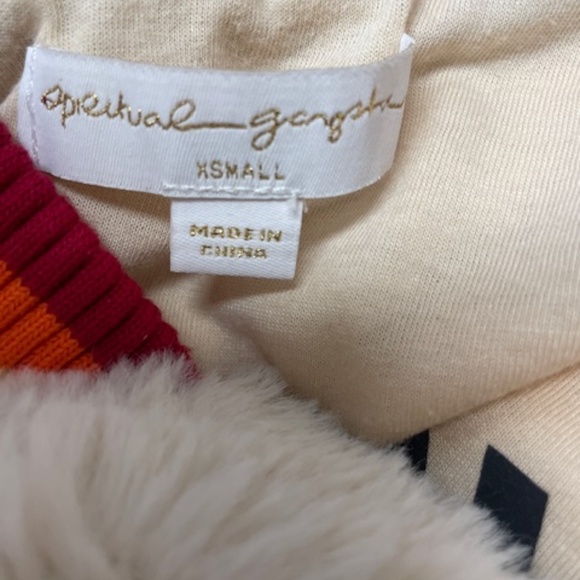 spiritual gangster
XSMALL
MADE IN
CHINA